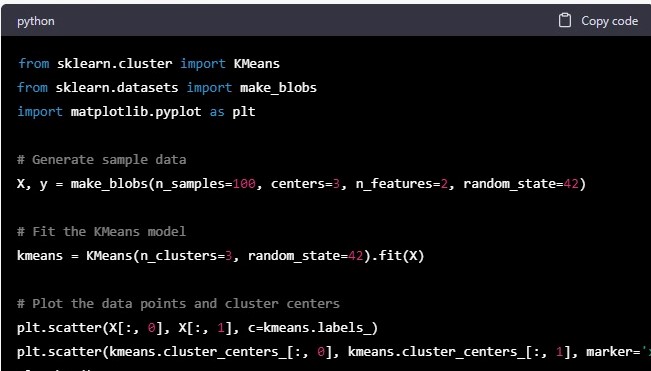 python Copy code
from sklearn.cluster import KMeans
from sklearn.datasets import make_blobs
import matplotlib.pyplot as plt
# Generate sample data
X, y = make_blobs(n_samples=100, centers=3, n_features=2, random_state=42)
# Fit the KMeans model
kmeans = KMeans(n_clusters=3, random_state=42).fit(X)
# Plot the data points and cluster centers
plt.scatter(X[:, 0], X[:, 1], c=kmeans.labels_)
plt.scatter(kmeans.cluster_centers_[:, 0], kmeans.cluster_centers_[:, 1], marker='